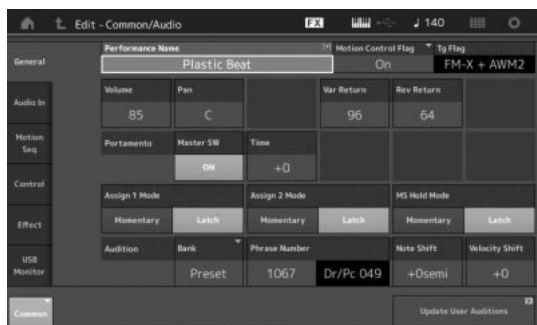 Edit - Common/Audio FX 140
General
Performance Name Motion Control Flag Tg Flag
Plastic Beat On FM-X + AWM2
Audio In
Volume Pan Var Return Rev Return
85 C 96 64
Motion Seq
Portamento Master SW Time
ON +0
Control
Assign 1 Mode Assign 2 Mode MS Hold Mode
Momentary Latch Momentary Latch Momentary Latch
Effect
Audition Bank Phrase Number Note Shift Velocity Shift
Preset 1067 Dr/Pc 049 +0semi +0
USB Monitor
Common Update User Auditions